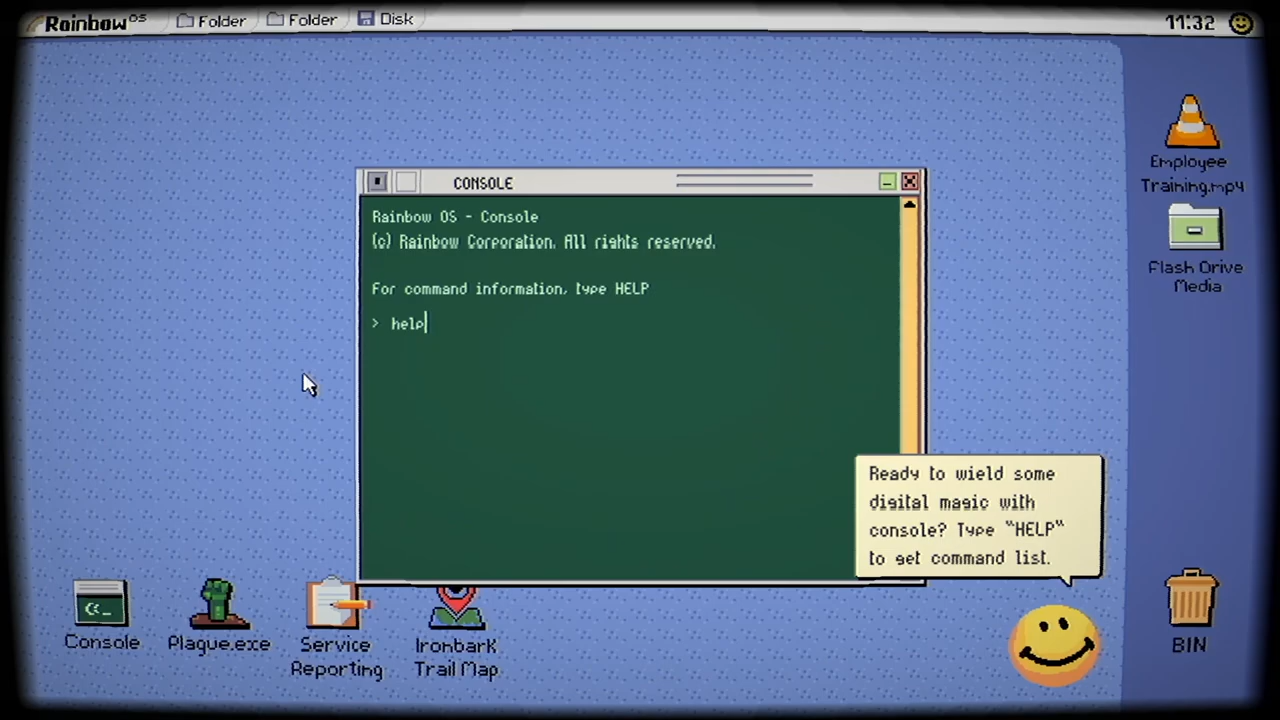 RainbowOS
Folder
Folder
Disk
11:32
Employee
Training.mp4
Flash Drive
Media
CONSOLE
Rainbow OS - Console
(c) Rainbow Corporation. All rights reserved.
For command information, type HELP
> help
Ready to wield some
digital magic with
console? Type "HELP"
to get command list.
Console
Plague.exe
Service
Reporting
Ironbark
Trail Map
BIN